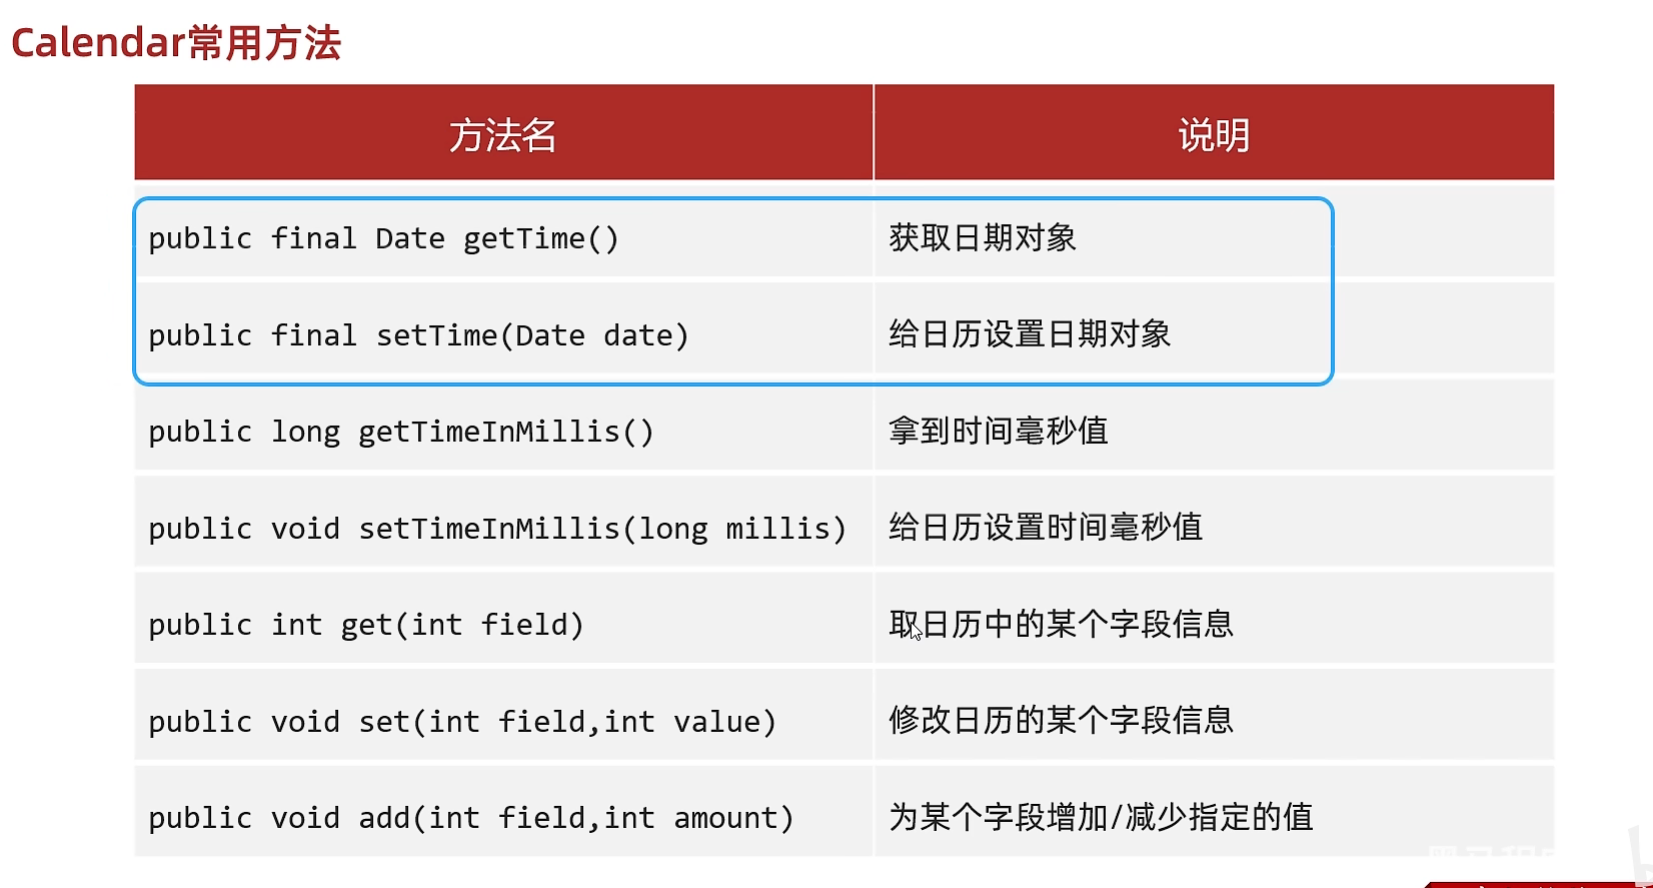 Calendar常用方法
方法名 说明
public final Date getTime() 获取日期对象
public final setTime(Date date) 给日历设置日期对象
public long getTimeInMillis() 拿到时间毫秒值
public void setTimeInMillis(long millis) 给日历设置时间毫秒值
public int get(int field) 取日历中的某个字段信息
public void set(int field,int value) 修改日历的某个字段信息
public void add(int field,int amount) 为某个字段增加/减少指定的值